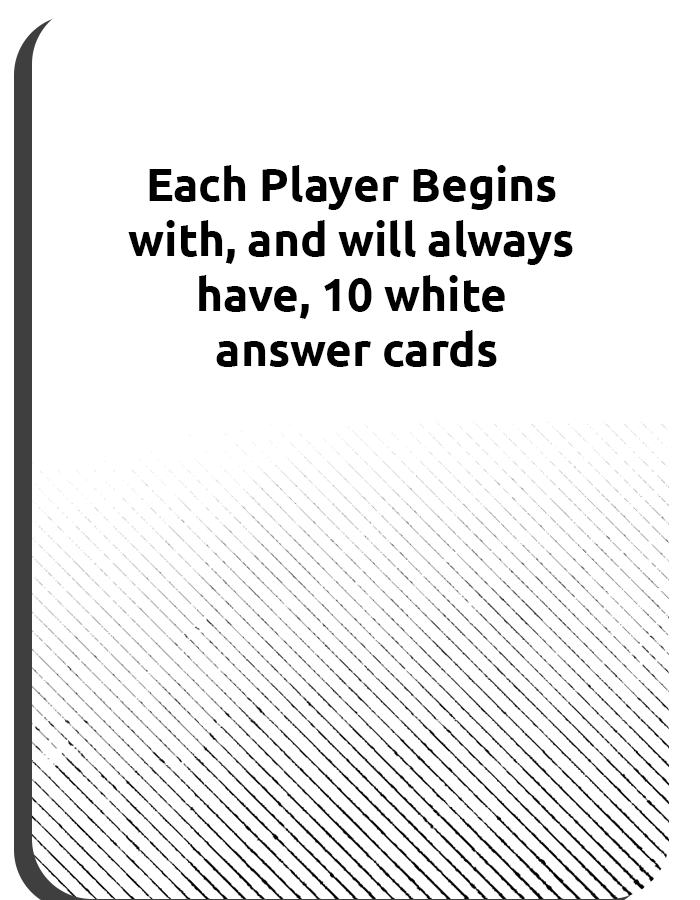 Each Player Begins
with, and will always
have, 10 white
answer cards